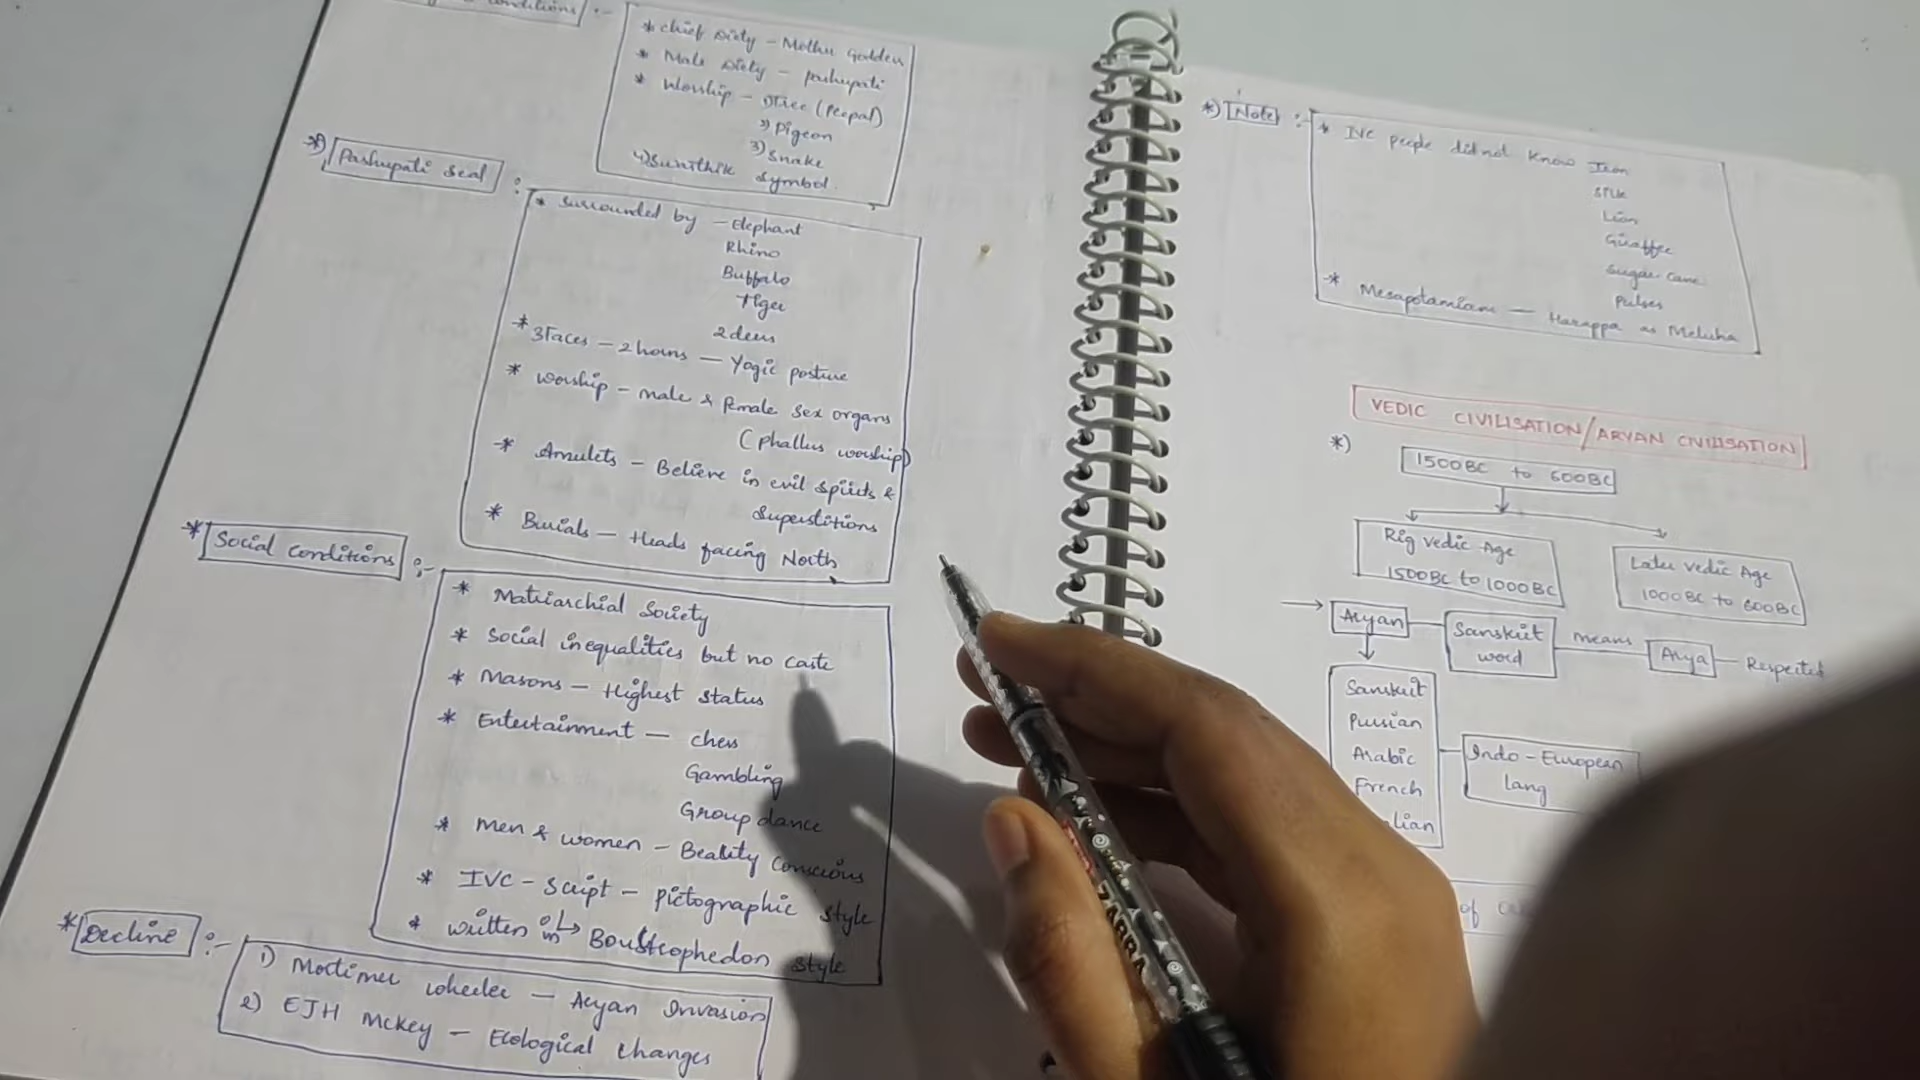 conditions :-
* chief Diety - Mother Goddess
* Male Diety - pashupati
* Worship - 1) Tree (Peepal)
2) Pigeon
3) Snake
4) Swasthik symbol.
*) Pashupati Seal :-
* Surrounded by - Elephant
Rhino
Buffalo
Tiger
2 deers
* 3 Faces - 2 horns - Yogic posture
* Worship - male & female sex organs
(phallus worship)
* Amulets - Believe in evil spirits &
Superstitions
* Burials - Heads facing North
* Social Conditions :-
* Matriarchial Society
* Social inequalities but no caste
* Masons - Highest status
* Entertainment - chess
Gambling
Group dance
* Men & women - Beauty Conscious
* IVC - Script - Pictographic style
* written in Boustrophedon style
* Decline :-
1) Mortimer Wheeler - Aryan Invasion
2) EJH McKey - Ecological Changes
*) Note :-
* IVC people did not know Iron
Silk
Lion
Giraffee
Sugar-Cane
Pulses
* Mesapotamians - Harappa as Meluha
VEDIC CIVILISATION/ARYAN CIVILISATION
*) 1500BC to 600BC
Rig vedic Age
1500BC to 1000BC
Later vedic Age
1000BC to 600BC
Aryan
Sanskrit word means Arya - Respected
Sanskrit
Persian
Arabic
French
Indo-European
Lang
of
ZEBRA